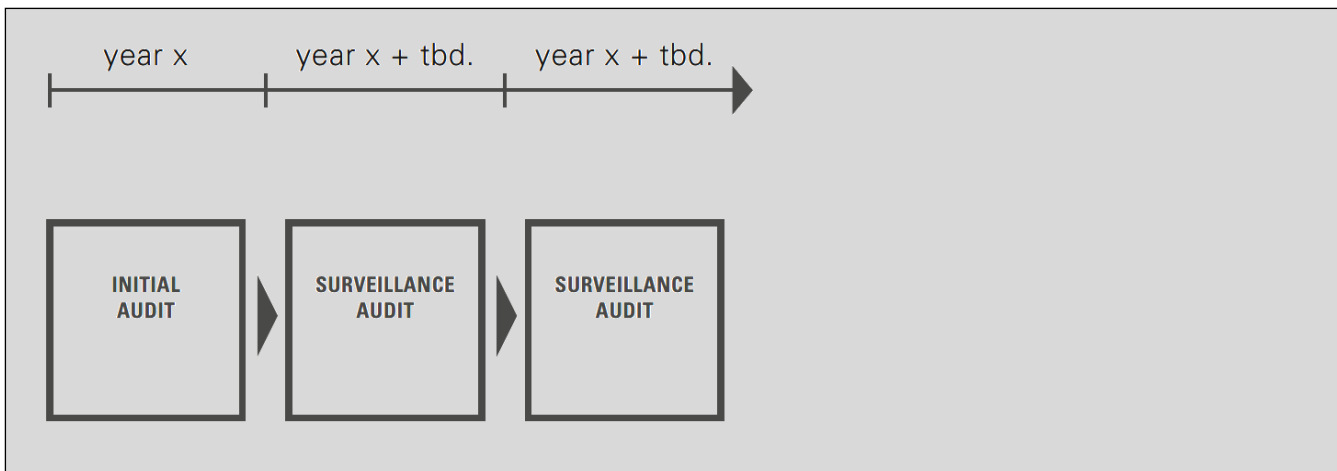 year x
year x + tbd.
year x + tbd.
INITIAL
AUDIT
SURVEILLANCE
AUDIT
SURVEILLANCE
AUDIT